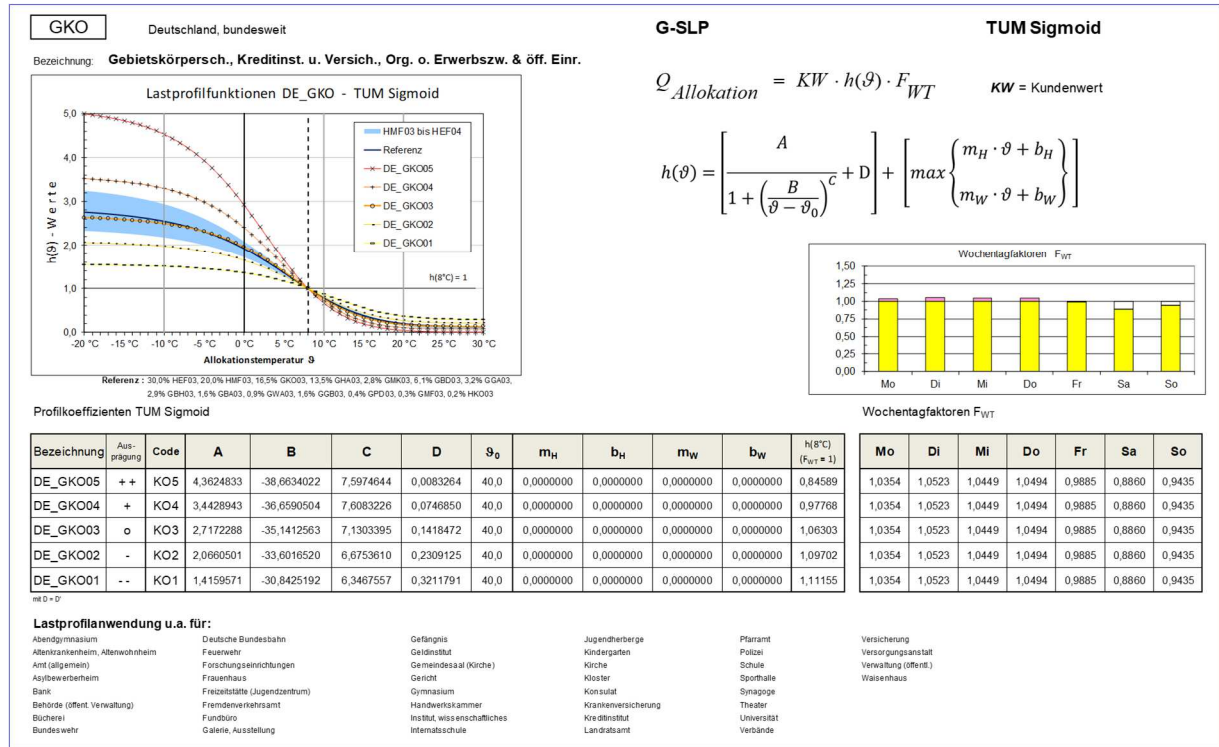 GKO
Deutschland, bundesweit
G-SLP
TUM Sigmoid
Bezeichnung: Gebietskörpersch., Kreditinst. u. Versich., Org. o. Erwerbszw. & öff. Einr.
Q Allokation = KW · h(ϑ) · F WT
KW = Kundenwert
h(ϑ) = [ A / (1 + (B / (ϑ − ϑ0))^C) + D ] + [ max { mH · ϑ + bH ; mW · ϑ + bW } ]
Lastprofilfunktionen DE_GKO - TUM Sigmoid
h(ϑ) - Werte
5,0
4,0
3,0
2,0
1,0
0,0
HMF03 bis HEF04
Referenz
DE_GKO05
DE_GKO04
DE_GKO03
DE_GKO02
DE_GKO01
h(8°C) = 1
-20 °C -15 °C -10 °C -5 °C 0 °C 5 °C 10 °C 15 °C 20 °C 25 °C 30 °C
Allokationstemperatur ϑ
Referenz : 30,0% HEF03, 20,0% HMF03, 16,5% GKO03, 13,5% GHA03, 2,8% GMK03, 6,1% GBD03, 3,2% GGA03,
2,9% GBH03, 1,6% GBA03, 0,9% GWA03, 1,6% GGB03, 0,4% GPD03, 0,3% GMF03, 0,2% HKO03
Wochentagfaktoren FWT
1,50
1,25
1,00
0,75
0,50
0,25
0,00
Mo Di Mi Do Fr Sa So
Profilkoeffizienten TUM Sigmoid
Bezeichnung Aus-prägung Code A B C D ϑ0 mH bH mW bW h(8°C) (FWT = 1)
DE_GKO05 ++ KO5 4,3624833 -38,6634022 7,5974644 0,0083264 40,0 0,0000000 0,0000000 0,0000000 0,0000000 0,84589
DE_GKO04 + KO4 3,4428943 -36,6590504 7,6083226 0,0746850 40,0 0,0000000 0,0000000 0,0000000 0,0000000 0,97768
DE_GKO03 o KO3 2,7172288 -35,1412563 7,1303395 0,1418472 40,0 0,0000000 0,0000000 0,0000000 0,0000000 1,06303
DE_GKO02 - KO2 2,0660501 -33,6016520 6,6753610 0,2309125 40,0 0,0000000 0,0000000 0,0000000 0,0000000 1,09702
DE_GKO01 -- KO1 1,4159571 -30,8425192 6,3467557 0,3211791 40,0 0,0000000 0,0000000 0,0000000 0,0000000 1,11155
mit D = D'
Wochentagfaktoren FWT
Mo Di Mi Do Fr Sa So
1,0354 1,0523 1,0449 1,0494 0,9885 0,8860 0,9435
1,0354 1,0523 1,0449 1,0494 0,9885 0,8860 0,9435
1,0354 1,0523 1,0449 1,0494 0,9885 0,8860 0,9435
1,0354 1,0523 1,0449 1,0494 0,9885 0,8860 0,9435
1,0354 1,0523 1,0449 1,0494 0,9885 0,8860 0,9435
Lastprofilanwendung u.a. für:
Abendgymnasium
Altenkrankenheim, Altenwohnheim
Amt (allgemein)
Asylbewerberheim
Bank
Behörde (öffent. Verwaltung)
Bücherei
Bundeswehr
Deutsche Bundesbahn
Feuerwehr
Forschungseinrichtungen
Frauenhaus
Freizeitstätte (Jugendzentrum)
Fremdenverkehrsamt
Fundbüro
Galerie, Ausstellung
Gefängnis
Geldinstitut
Gemeindesaal (Kirche)
Gericht
Gymnasium
Handwerkskammer
Institut, wissenschaftliches
Internatsschule
Jugendherberge
Kindergarten
Kirche
Kloster
Konsulat
Krankenversicherung
Kreditinstitut
Landratsamt
Pfarramt
Polizei
Schule
Sporthalle
Synagoge
Theater
Universität
Verbände
Versicherung
Versorgungsanstalt
Verwaltung (öffentl.)
Waisenhaus